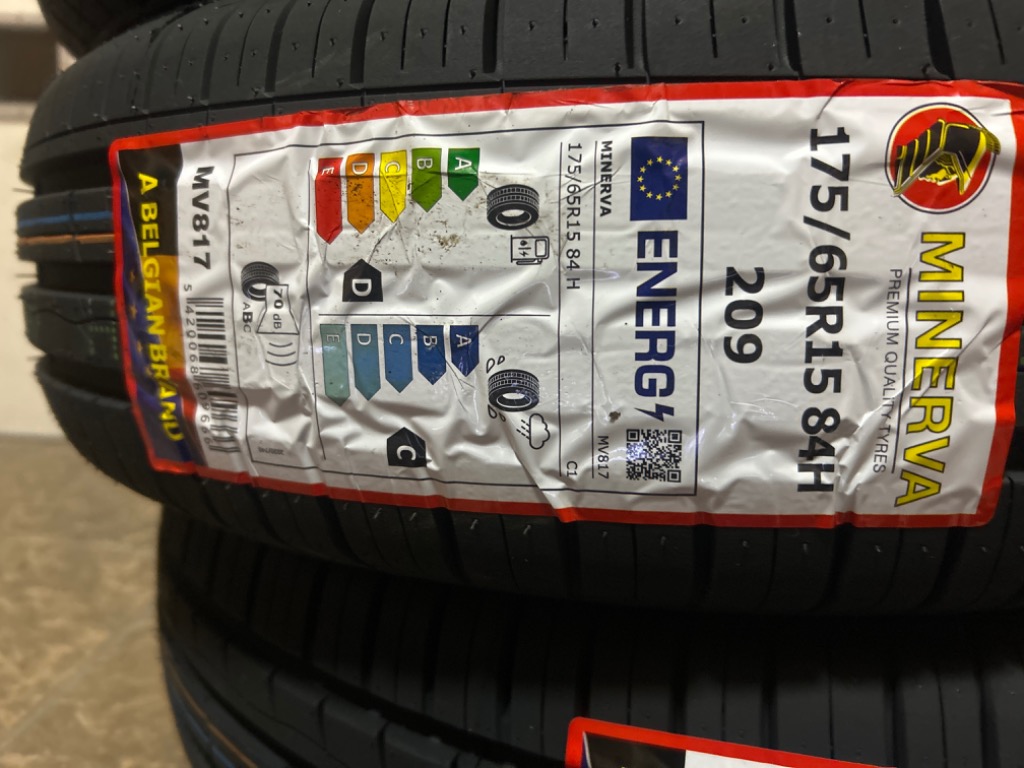 MINERVA
PREMIUM QUALITY TYRES
175/65R15 84H
209
ENERG
MINERVA
MV817
175/65R15 84 H
C1
A
B
C
D
E
D
A
B
C
D
E
C
70 dB
ABC
MV817
A BELGIAN BRAND